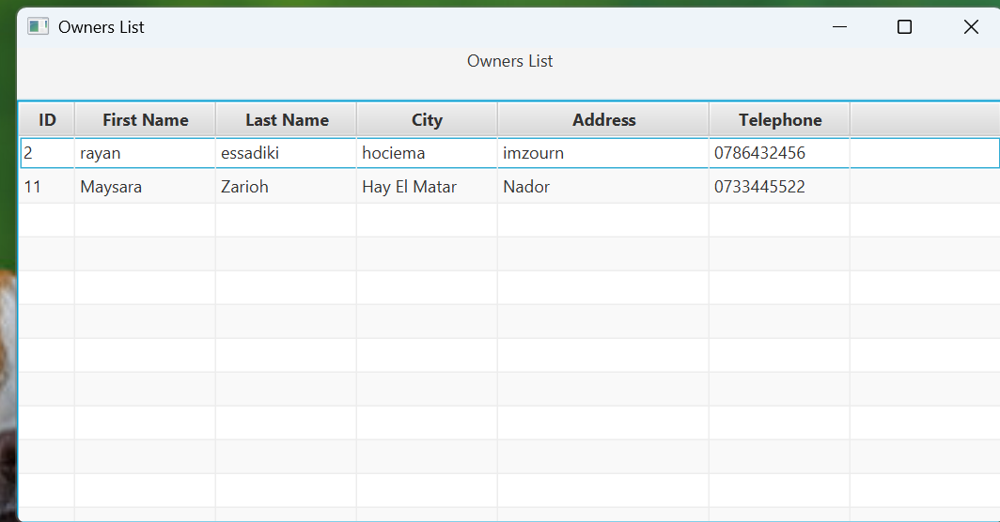 Owners List
Owners List
ID First Name Last Name City Address Telephone
2 rayan essadiki hociema imzourn 0786432456
11 Maysara Zarioh Hay El Matar Nador 0733445522